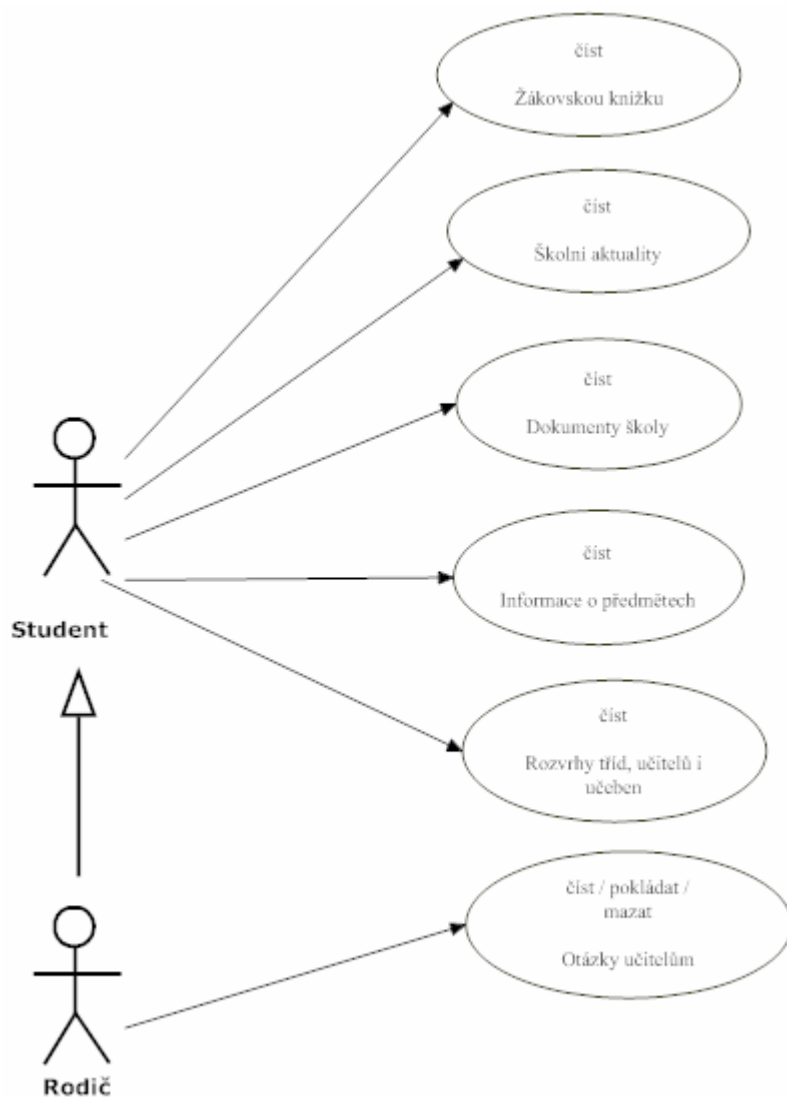 číst
Žákovskou knížku
číst
Školní aktuality
číst
Dokumenty školy
číst
Informace o předmětech
Student
číst
Rozvrhy tříd, učitelů i
učeben
číst / pokládat /
mazat
Otázky učitelům
Rodič